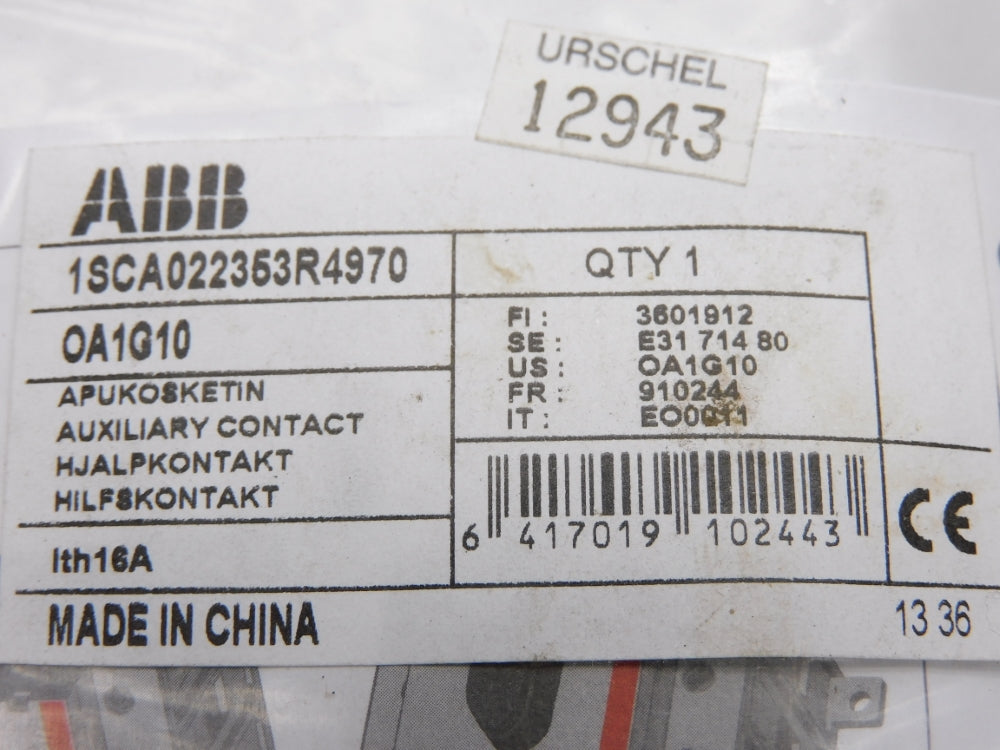 URSCHEL
12943
ABB
1SCA022353R4970
QTY 1
OA1G10
FI : 3601912
SE : E31 714 80
US : OA1G10
FR : 910244
IT : EO0011
APUKOSKETIN
AUXILIARY CONTACT
HJALPKONTAKT
HILFSKONTAKT
6 417019 102443
CE
Ith16A
MADE IN CHINA
13 36